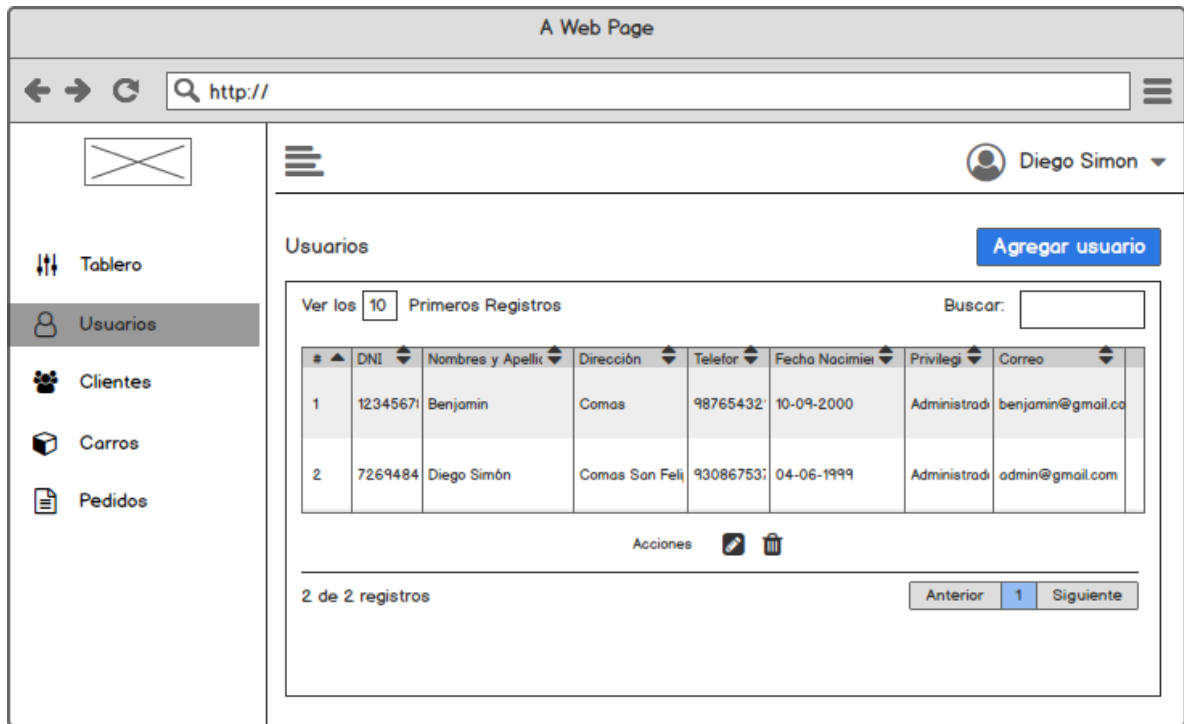 A Web Page
http://
Diego Simon
Tablero
Usuarios
Clientes
Carros
Pedidos
Usuarios
Agregar usuario
Ver los 10 Primeros Registros
Buscar:
# DNI Nombres y Apellic Dirección Telefor Fecha Nacimier Privilegi Correo
1 12345678 Benjamin Comas 98765432 10-09-2000 Administrad benjamin@gmail.co
2 7269484 Diego Simón Comas San Feli 930867537 04-06-1999 Administrad admin@gmail.com
Acciones
2 de 2 registros
Anterior 1 Siguiente